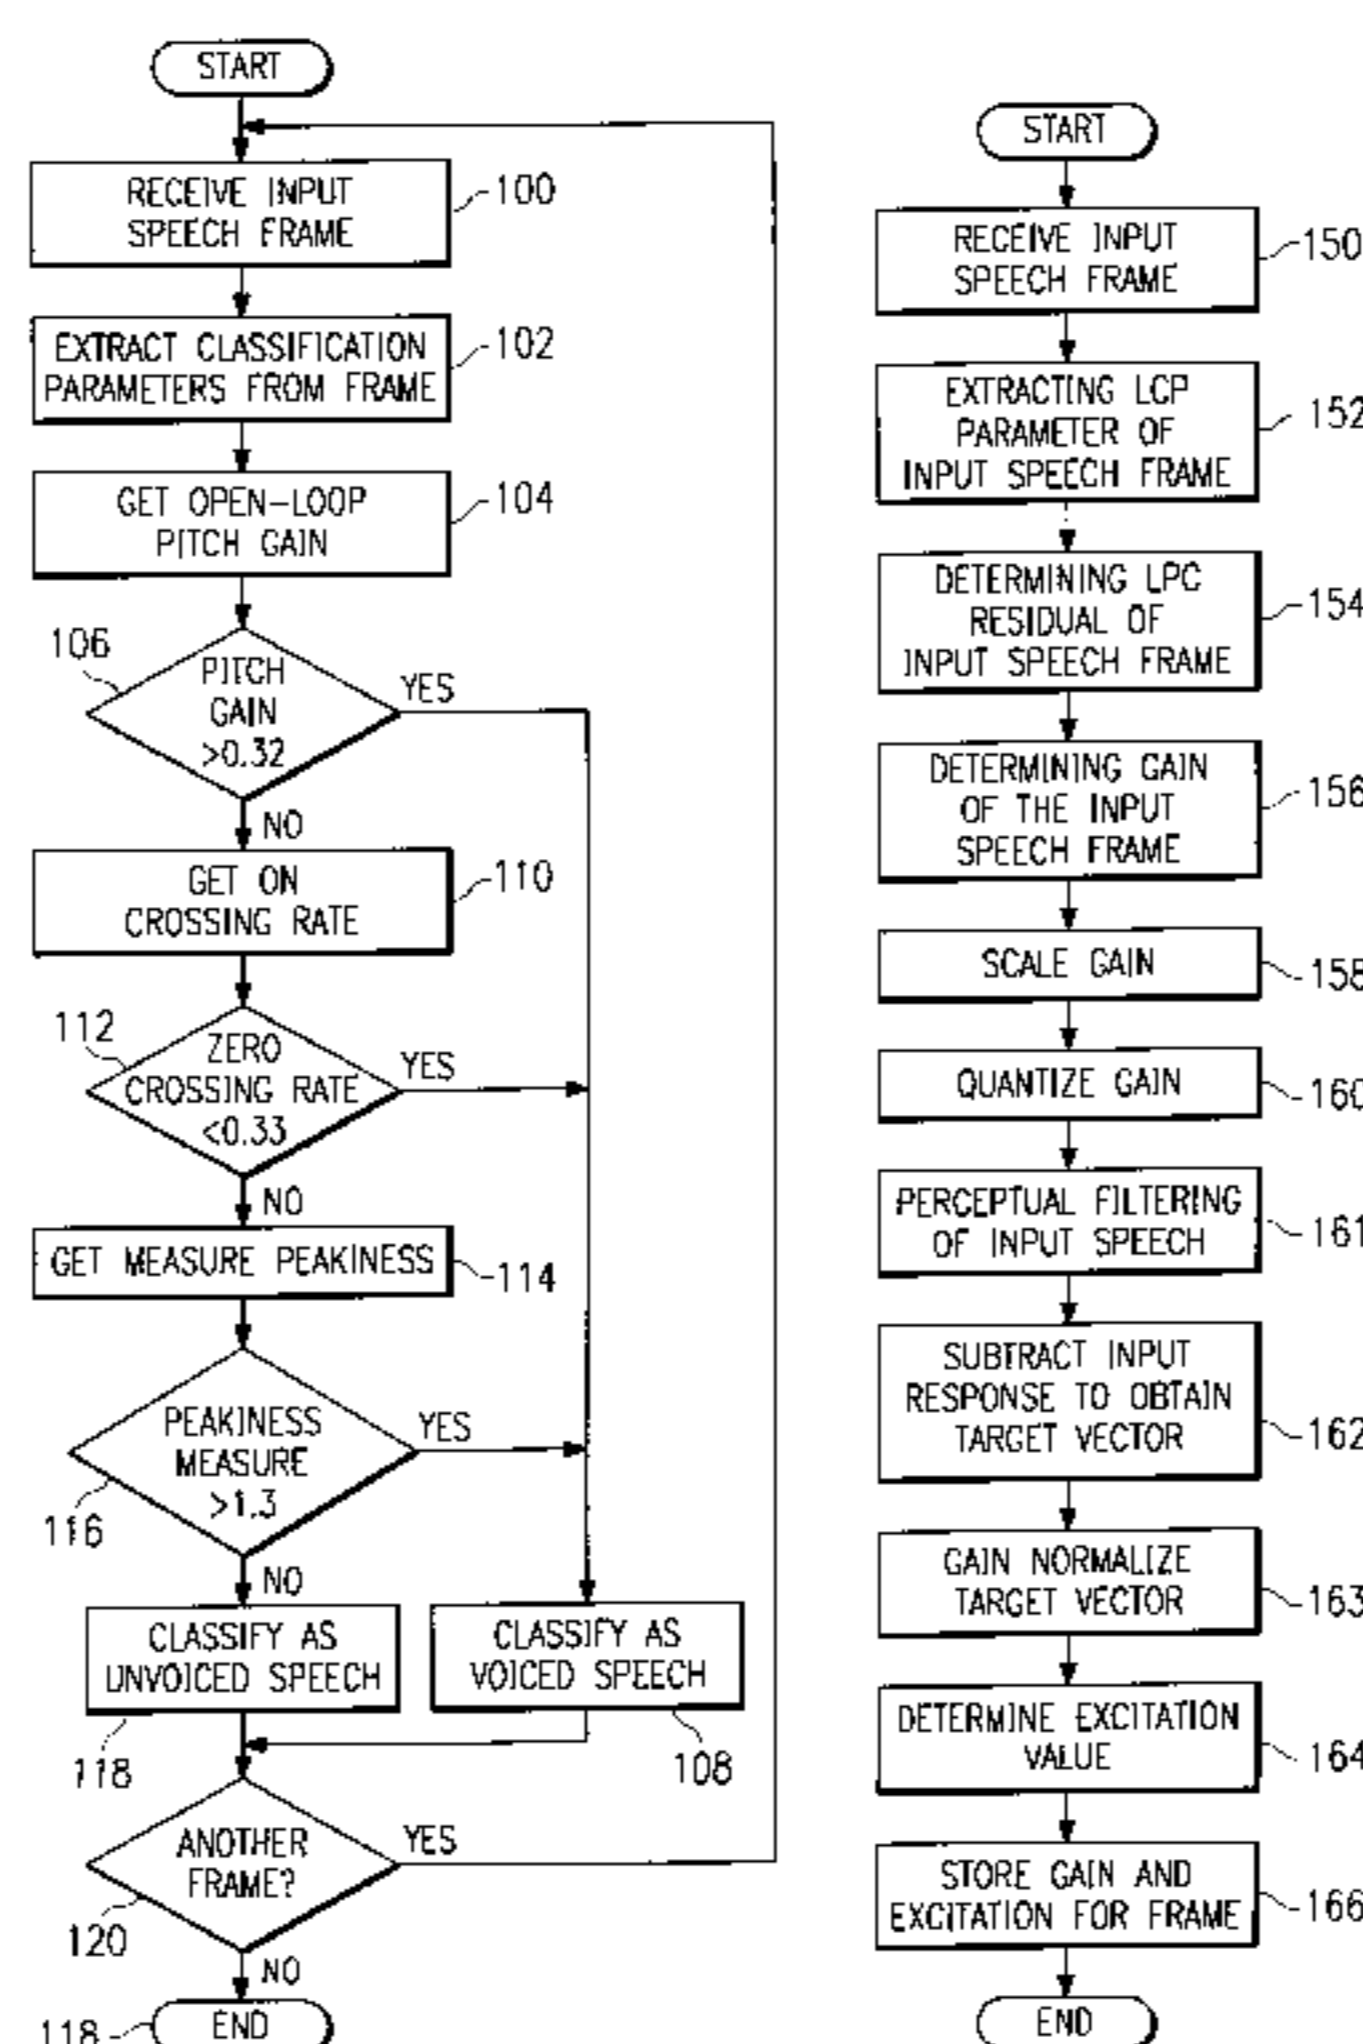 START
RECEIVE INPUT
SPEECH FRAME
100
EXTRACT CLASSIFICATION
PARAMETERS FROM FRAME
102
GET OPEN-LOOP
PITCH GAIN
104
106
PITCH
GAIN
>0.32
YES
NO
GET ON
CROSSING RATE
110
112
ZERO
CROSSING RATE
<0.33
YES
NO
GET MEASURE PEAKINESS
114
PEAKINESS
MEASURE
>1.3
YES
116
NO
CLASSIFY AS
UNVOICED SPEECH
118
CLASSIFY AS
VOICED SPEECH
108
ANOTHER
FRAME?
YES
120
NO
END
118
START
RECEIVE INPUT
SPEECH FRAME
150
EXTRACTING LCP
PARAMETER OF
INPUT SPEECH FRAME
152
DETERMINING LPC
RESIDUAL OF
INPUT SPEECH FRAME
154
DETERMINING GAIN
OF THE INPUT
SPEECH FRAME
156
SCALE GAIN
158
QUANTIZE GAIN
160
PERCEPTUAL FILTERING
OF INPUT SPEECH
161
SUBTRACT INPUT
RESPONSE TO OBTAIN
TARGET VECTOR
162
GAIN NORMALIZE
TARGET VECTOR
163
DETERMINE EXCITATION
VALUE
164
STORE GAIN AND
EXCITATION FOR FRAME
166
END